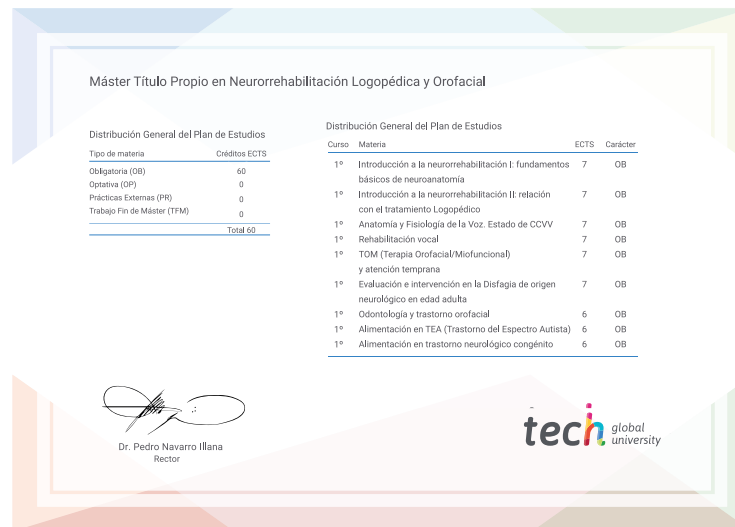 Máster Título Propio en Neurorrehabilitación Logopédica y Orofacial
Distribución General del Plan de Estudios
Tipo de materia Créditos ECTS
Obligatoria (OB) 60
Optativa (OP) 0
Prácticas Externas (PR) 0
Trabajo Fin de Máster (TFM) 0
Total 60
Distribución General del Plan de Estudios
Curso Materia ECTS Carácter
1º Introducción a la neurorrehabilitación I: fundamentos 7 OB
básicos de neuroanatomía
1º Introducción a la neurorrehabilitación II: relación 7 OB
con el tratamiento Logopédico
1º Anatomía y Fisiología de la Voz. Estado de CCVV 7 OB
1º Rehabilitación vocal 7 OB
1º TOM (Terapia Orofacial/Miofuncional) 7 OB
y atención temprana
1º Evaluación e intervención en la Disfagia de origen 7 OB
neurológico en edad adulta
1º Odontología y trastorno orofacial 6 OB
1º Alimentación en TEA (Trastorno del Espectro Autista) 6 OB
1º Alimentación en trastorno neurológico congénito 6 OB
Dr. Pedro Navarro Illana
Rector
tech global
university